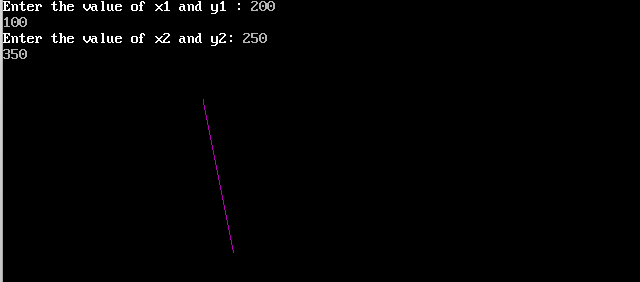 Enter the value of x1 and y1 : 200
100
Enter the value of x2 and y2: 250
350